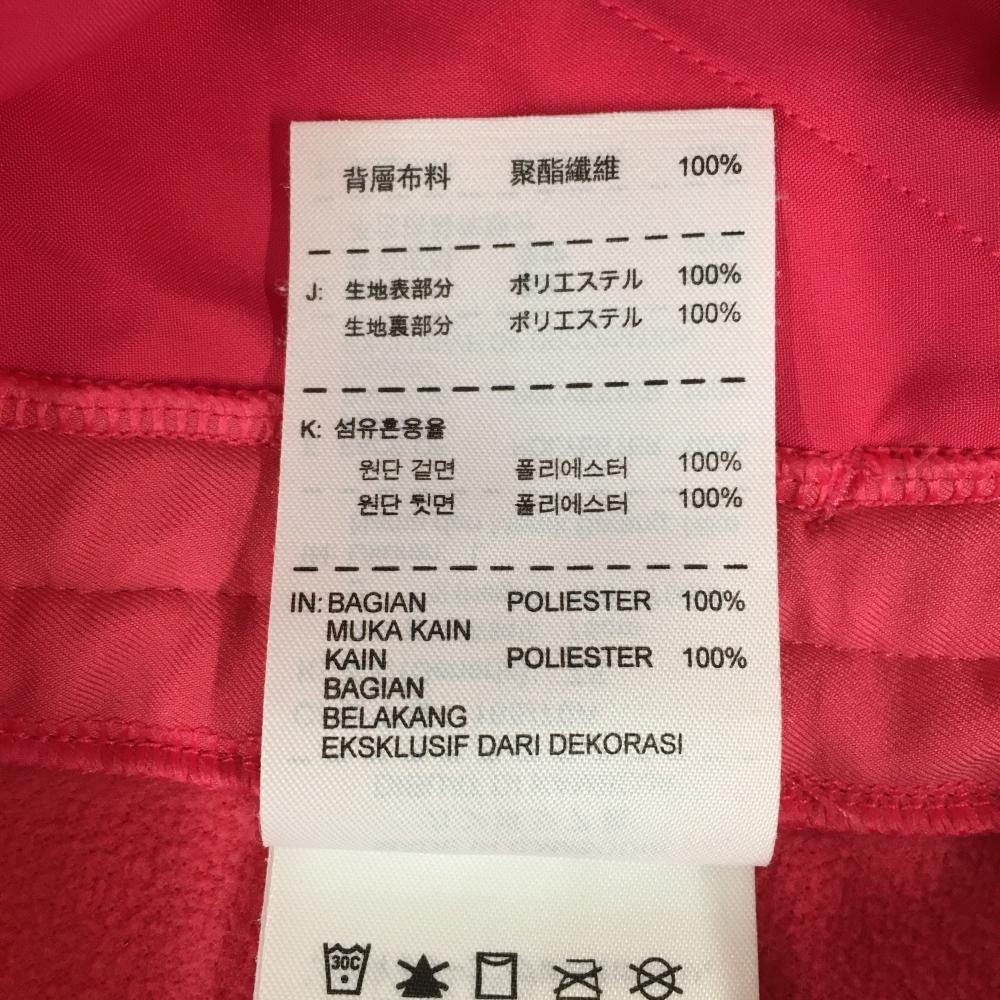 背層布料 聚酯纖維 100%
J: 生地表部分 ポリエステル 100%
生地裏部分 ポリエステル 100%
K: 섬유혼용율
원단 겉면 폴리에스터 100%
원단 뒷면 폴리에스터 100%
IN: BAGIAN POLIESTER 100%
MUKA KAIN
KAIN POLIESTER 100%
BAGIAN
BELAKANG
EKSKLUSIF DARI DEKORASI
30C